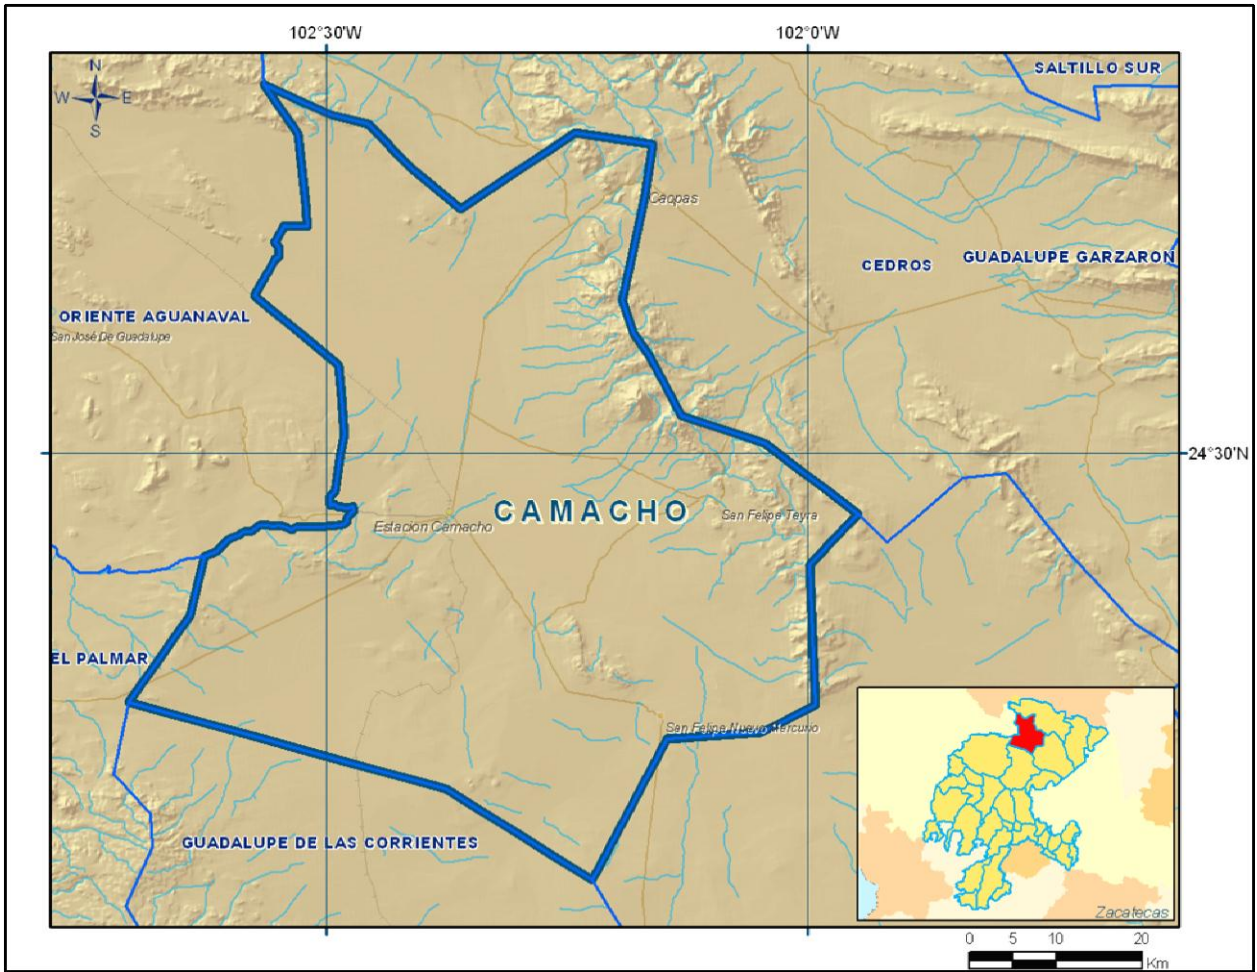 102°30'W
102°0'W
N
W E
S
SALTILLO SUR
Caopas
CEDROS
GUADALUPE GARZARON
ORIENTE AGUANAVAL
San José De Guadalupe
24°30'N
CAMACHO
San Felipe Teyra
Estación Camacho
EL PALMAR
San Felipe Nuevo Mercurio
GUADALUPE DE LAS CORRIENTES
Zacatecas
0 5 10 20
Km